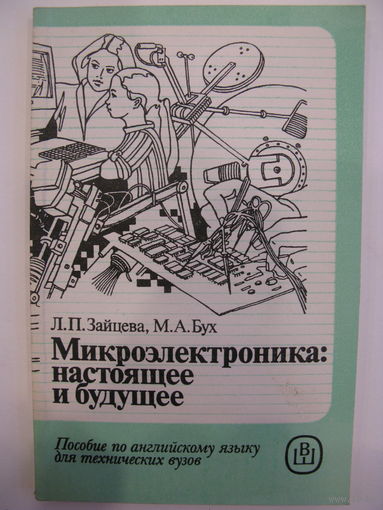 Л.П.Зайцева, М.А.Бух
Микроэлектроника:
настоящее
и будущее
Пособие по английскому языку
для технических вузов